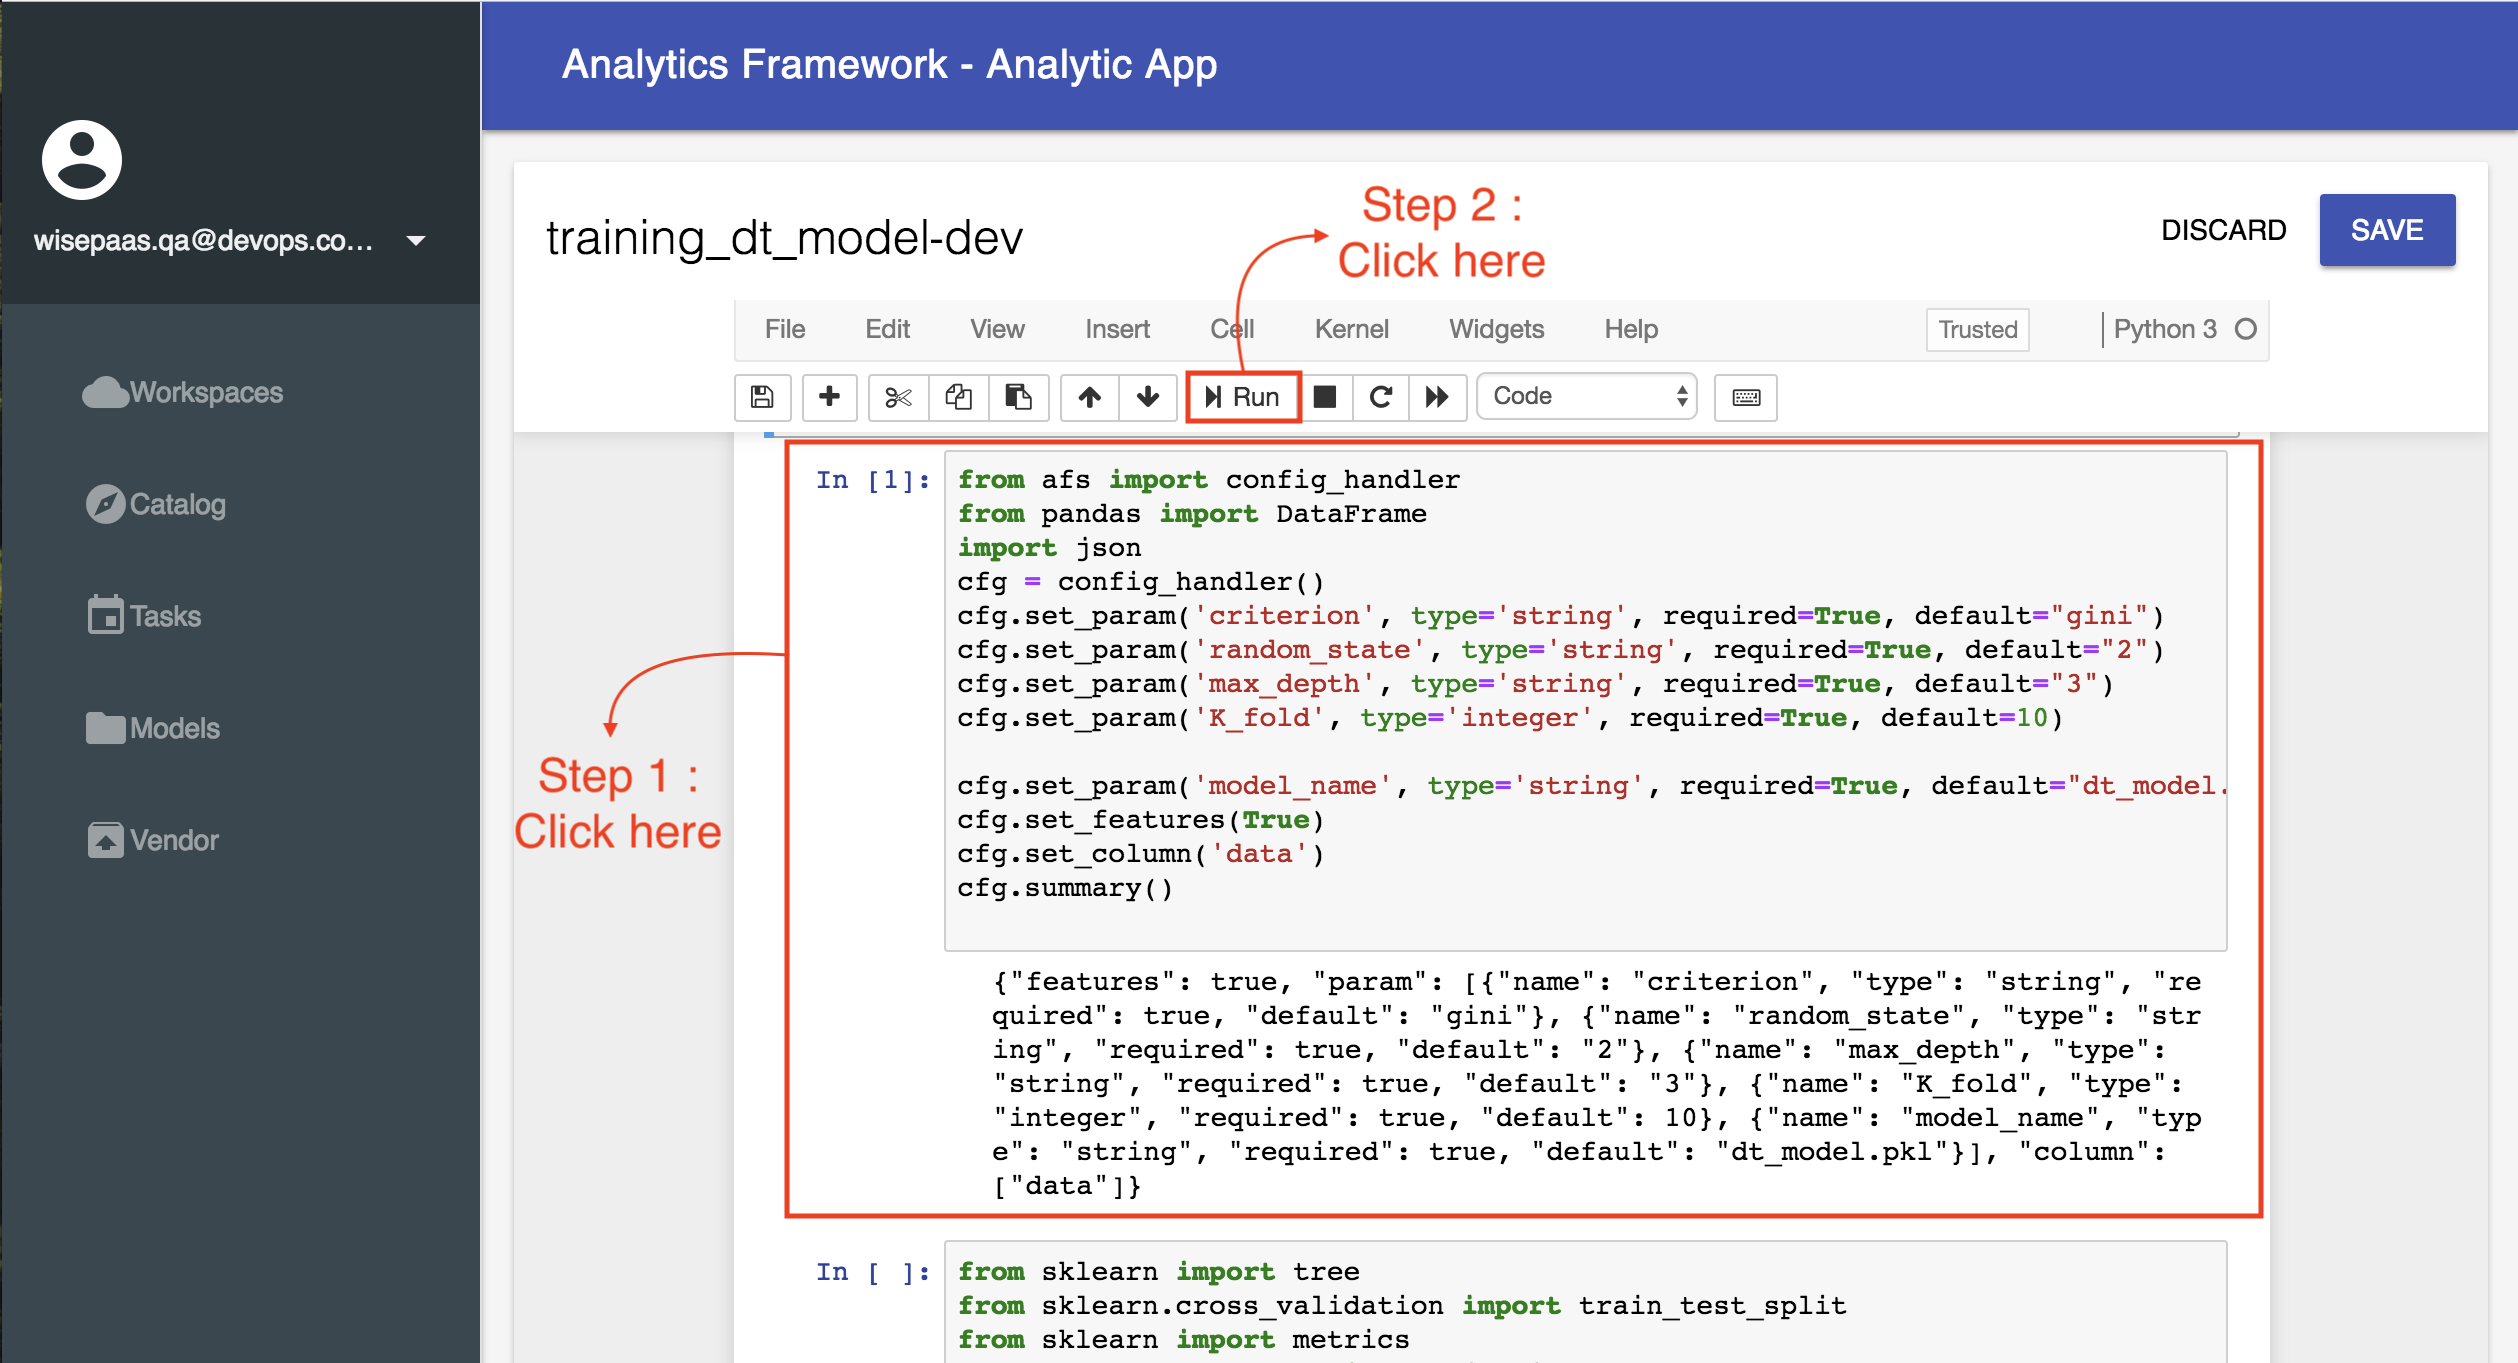 Analytics Framework - Analytic App
wisepaas.qa@devops.co...
Workspaces
Catalog
Tasks
Models
Vendor
training_dt_model-dev
Step 2 :
Click here
DISCARD
SAVE
File Edit View Insert Cell Kernel Widgets Help Trusted Python 3
Run Code
Step 1 :
Click here
In [1]:
from afs import config_handler
from pandas import DataFrame
import json
cfg = config_handler()
cfg.set_param('criterion', type='string', required=True, default="gini")
cfg.set_param('random_state', type='string', required=True, default="2")
cfg.set_param('max_depth', type='string', required=True, default="3")
cfg.set_param('K_fold', type='integer', required=True, default=10)
cfg.set_param('model_name', type='string', required=True, default="dt_model.
cfg.set_features(True)
cfg.set_column('data')
cfg.summary()
{"features": true, "param": [{"name": "criterion", "type": "string", "re
quired": true, "default": "gini"}, {"name": "random_state", "type": "str
ing", "required": true, "default": "2"}, {"name": "max_depth", "type":
"string", "required": true, "default": "3"}, {"name": "K_fold", "type":
"integer", "required": true, "default": 10}, {"name": "model_name", "typ
e": "string", "required": true, "default": "dt_model.pkl"}], "column":
["data"]}
In [ ]:
from sklearn import tree
from sklearn.cross_validation import train_test_split
from sklearn import metrics